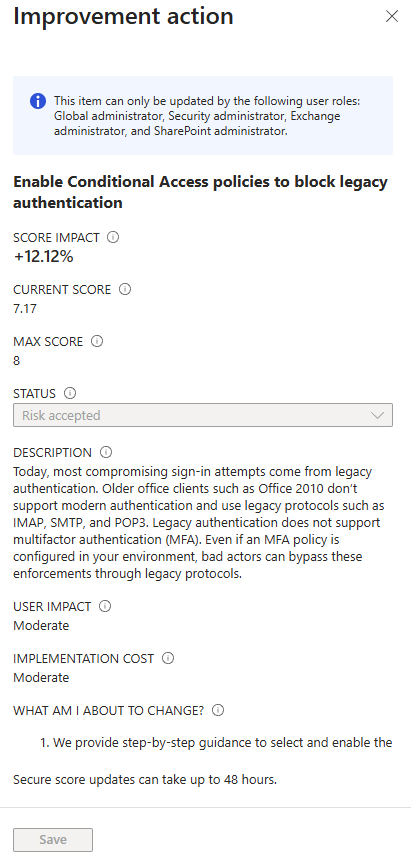 Improvement action
This item can only be updated by the following user roles:
Global administrator, Security administrator, Exchange
administrator, and SharePoint administrator.
Enable Conditional Access policies to block legacy
authentication
SCORE IMPACT
+12.12%
CURRENT SCORE
7.17
MAX SCORE
8
STATUS
Risk accepted
DESCRIPTION
Today, most compromising sign-in attempts come from legacy
authentication. Older office clients such as Office 2010 don’t
support modern authentication and use legacy protocols such as
IMAP, SMTP, and POP3. Legacy authentication does not support
multifactor authentication (MFA). Even if an MFA policy is
configured in your environment, bad actors can bypass these
enforcements through legacy protocols.
USER IMPACT
Moderate
IMPLEMENTATION COST
Moderate
WHAT AM I ABOUT TO CHANGE?
1. We provide step-by-step guidance to select and enable the
Secure score updates can take up to 48 hours.
Save